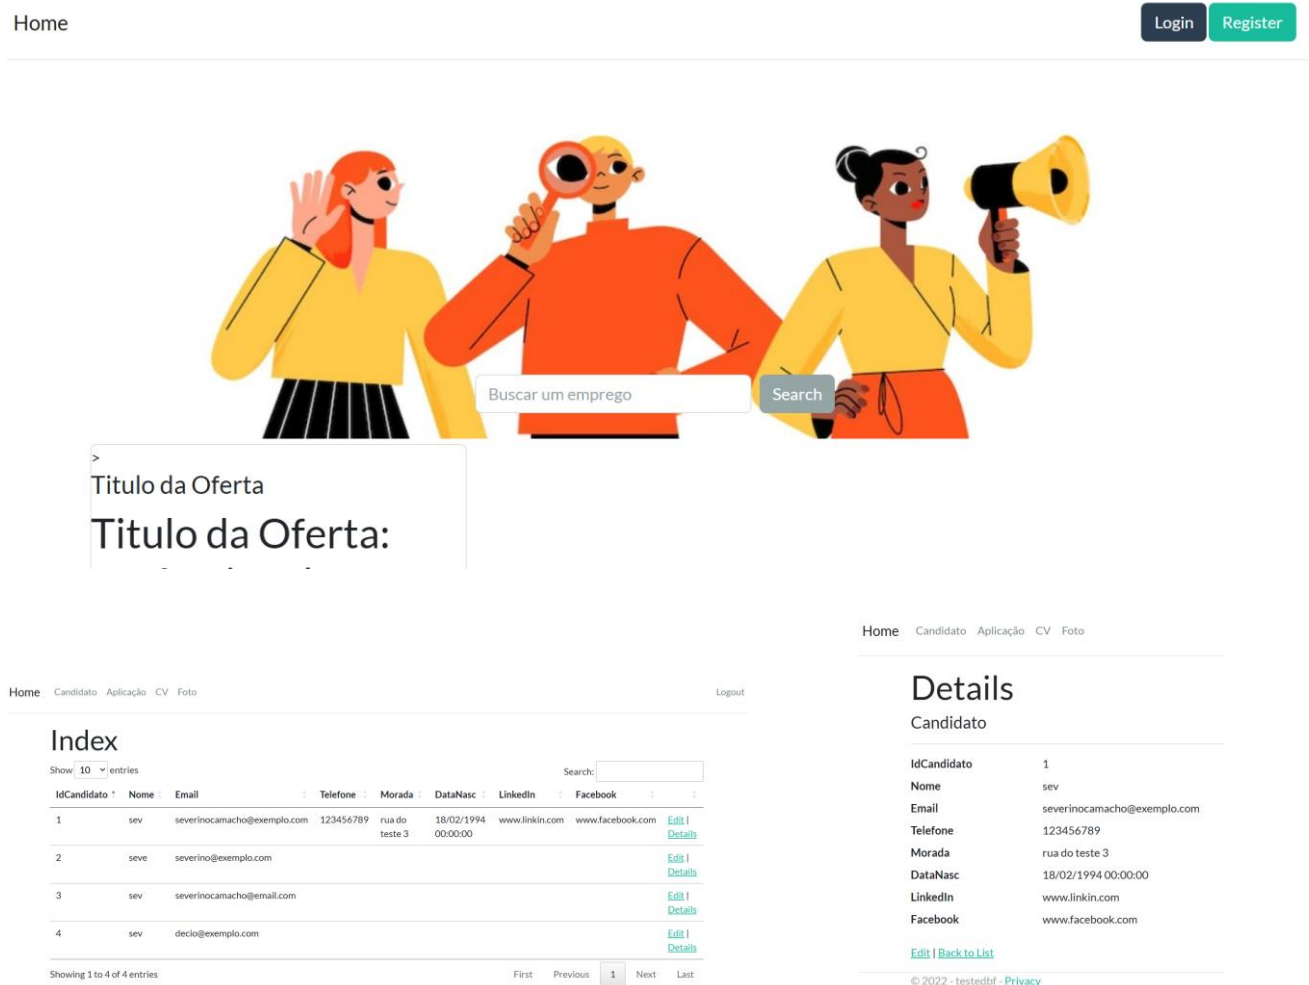 Home Login Register
Buscar um emprego Search
>
Titulo da Oferta
Titulo da Oferta:
Home Candidato Aplicação CV Foto Logout
Index
Show 10 entries Search:
IdCandidato Nome Email Telefone Morada DataNasc LinkedIn Facebook
1 sev severinocamacho@exemplo.com 123456789 rua do teste 3 18/02/1994 00:00:00 www.linkin.com www.facebook.com Edit | Details
2 seve severino@exemplo.com Edit | Details
3 sev severinocamacho@email.com Edit | Details
4 sev decio@exemplo.com Edit | Details
Showing 1 to 4 of 4 entries First Previous 1 Next Last
Home Candidato Aplicação CV Foto
Details
Candidato
IdCandidato 1
Nome sev
Email severinocamacho@exemplo.com
Telefone 123456789
Morada rua do teste 3
DataNasc 18/02/1994 00:00:00
LinkedIn www.linkin.com
Facebook www.facebook.com
Edit | Back to List
© 2022 - testedbf - Privacy